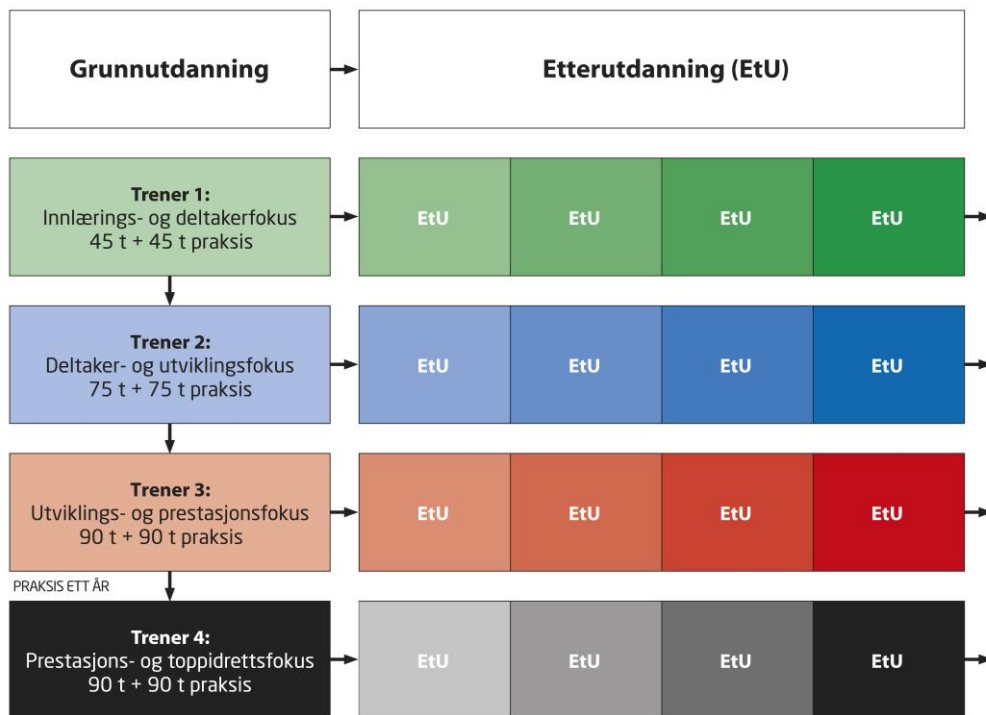 Grunnutdanning
Etterutdanning (EtU)
Trener 1:
Innlærings- og deltakerfokus
45 t + 45 t praksis
EtU
EtU
EtU
EtU
Trener 2:
Deltaker- og utviklingsfokus
75 t + 75 t praksis
EtU
EtU
EtU
EtU
Trener 3:
Utviklings- og prestasjonsfokus
90 t + 90 t praksis
EtU
EtU
EtU
EtU
PRAKSIS ETT ÅR
Trener 4:
Prestasjons- og toppidrettsfokus
90 t + 90 t praksis
EtU
EtU
EtU
EtU